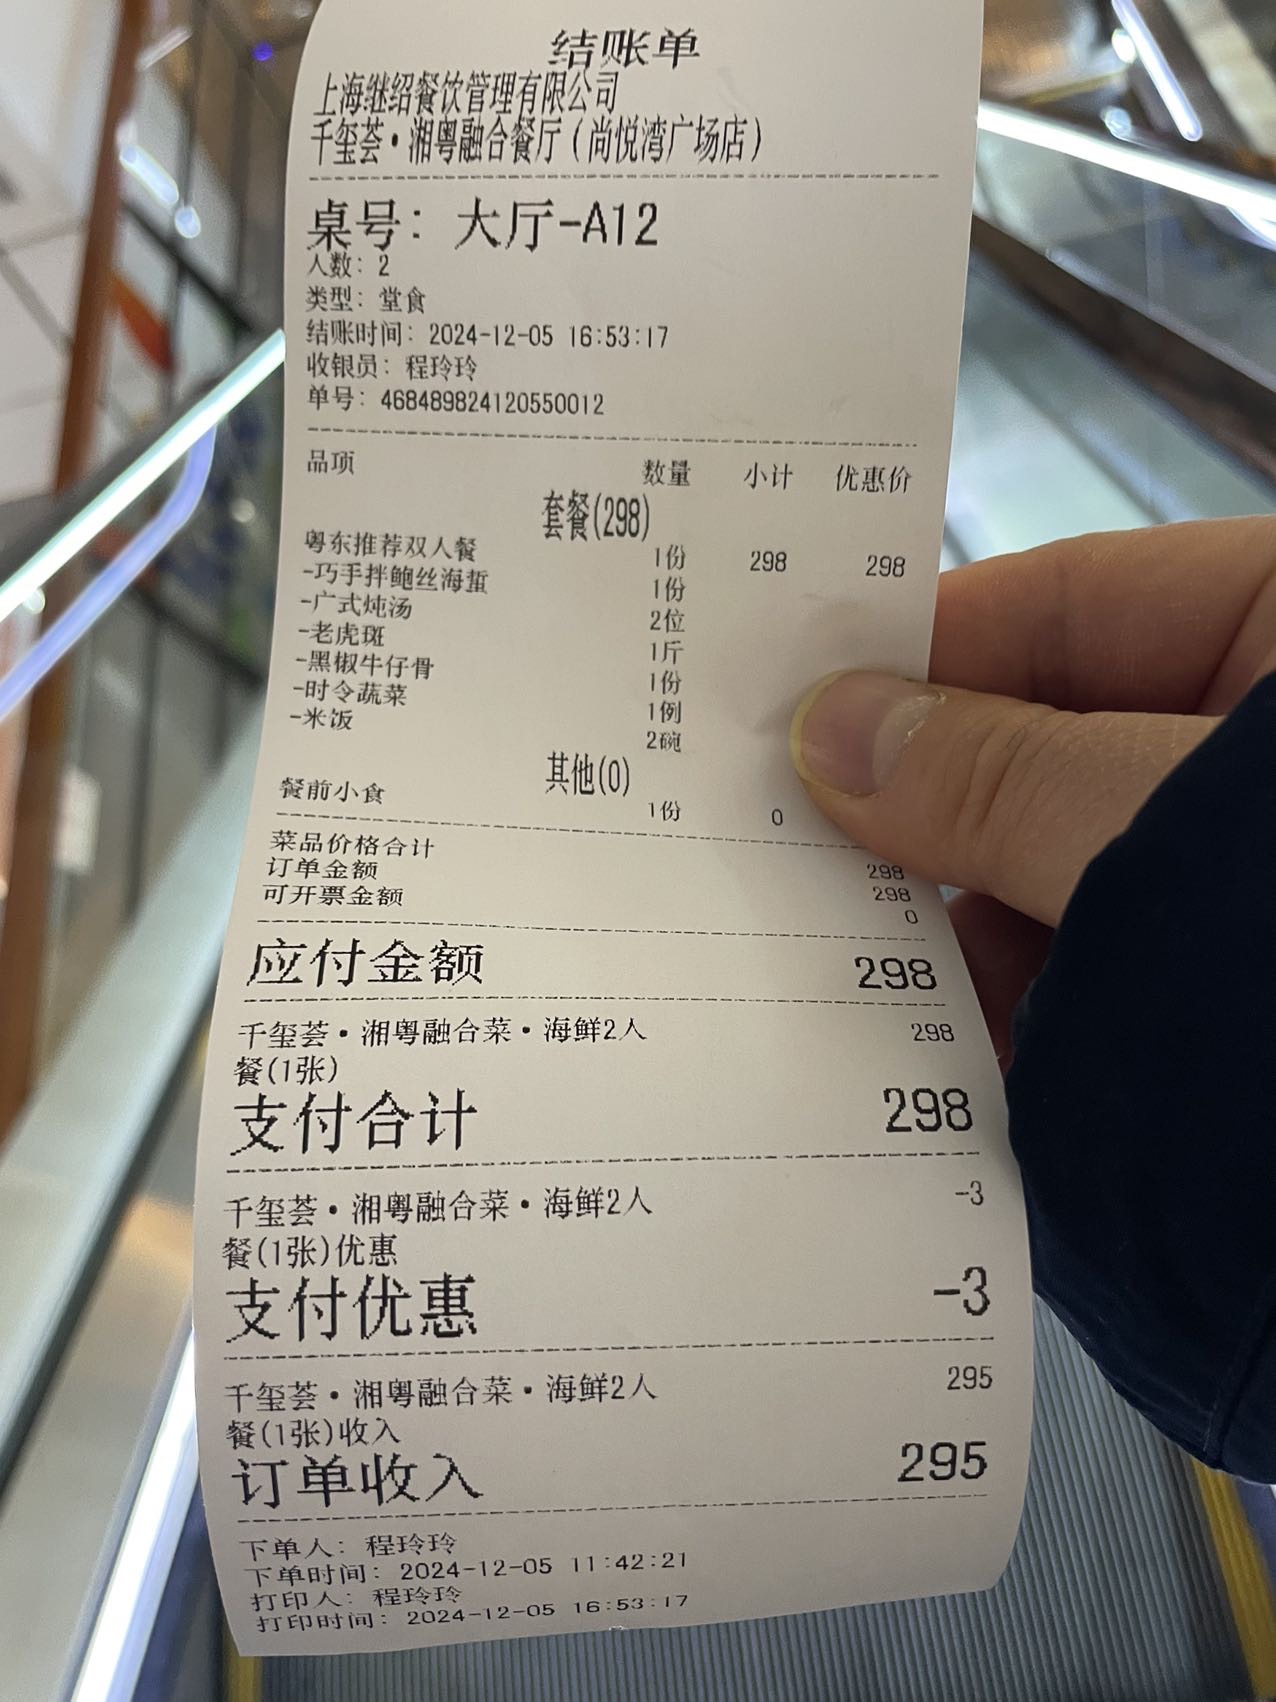 结账单
上海继绍餐饮管理有限公司
千玺荟·湘粤融合餐厅（尚悦湾广场店）
桌号：大厅-A12
人数：2
类型：堂食
结账时间：2024-12-05 16:53:17
收银员：程玲玲
单号：468489824120550012
品项 数量 小计 优惠价
套餐(298)
粤东推荐双人餐 1份 298 298
-巧手拌鲍丝海蜇 1份
-广式炖汤 2位
-老虎斑 1斤
-黑椒牛仔骨 1份
-时令蔬菜 1例
-米饭 2碗
其他(0)
餐前小食 1份 0
菜品价格合计 298
订单金额 298
可开票金额 0
应付金额 298
千玺荟·湘粤融合菜·海鲜2人 298
餐(1张)
支付合计 298
千玺荟·湘粤融合菜·海鲜2人 -3
餐(1张)优惠
支付优惠 -3
千玺荟·湘粤融合菜·海鲜2人 295
餐(1张)收入
订单收入 295
下单人：程玲玲
下单时间：2024-12-05 11:42:21
打印人：程玲玲
打印时间：2024-12-05 16:53:17